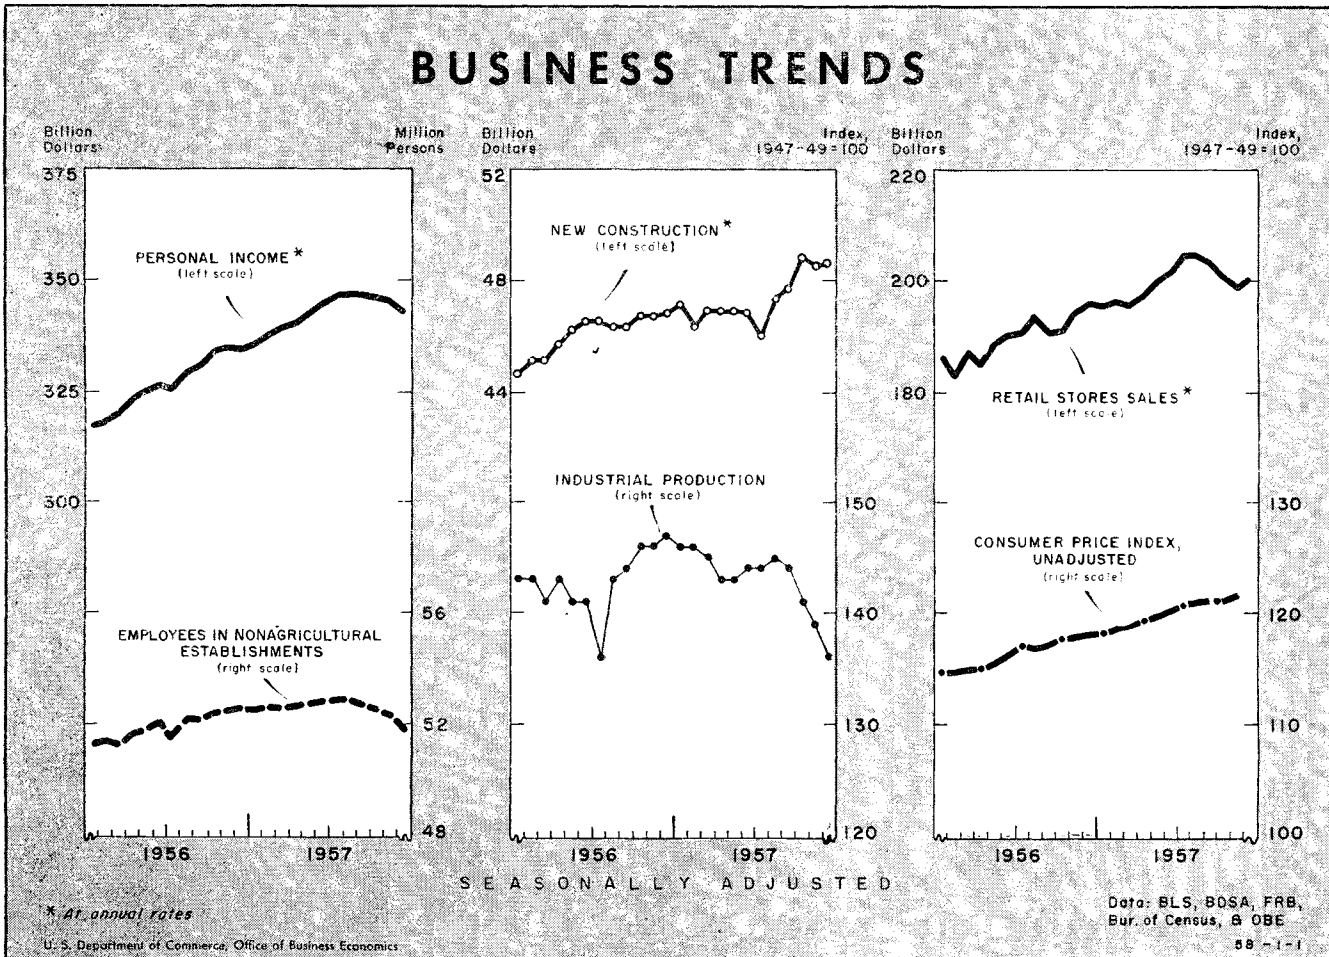 BUSINESS TRENDS
Billion
Dollars
Million
Persons
Billion
Dollars
Index,
1947-49=100
Billion
Dollars
Index,
1947-49=100
375
350
325
300
PERSONAL INCOME*
(left scale)
56
52
48
EMPLOYEES IN NONAGRICULTURAL
ESTABLISHMENTS
(right scale)
1956
1957
52
48
44
NEW CONSTRUCTION*
(left scale)
INDUSTRIAL PRODUCTION
(right scale)
150
140
130
120
1956
1957
220
200
180
RETAIL STORES SALES*
(left scale)
CONSUMER PRICE INDEX,
UNADJUSTED
(right scale)
130
120
110
100
1956
1957
SEASONALLY ADJUSTED
* At annual rates
U. S. Department of Commerce, Office of Business Economics
Data: BLS, BDSA, FRB,
Bur. of Census, & OBE
58-1-1